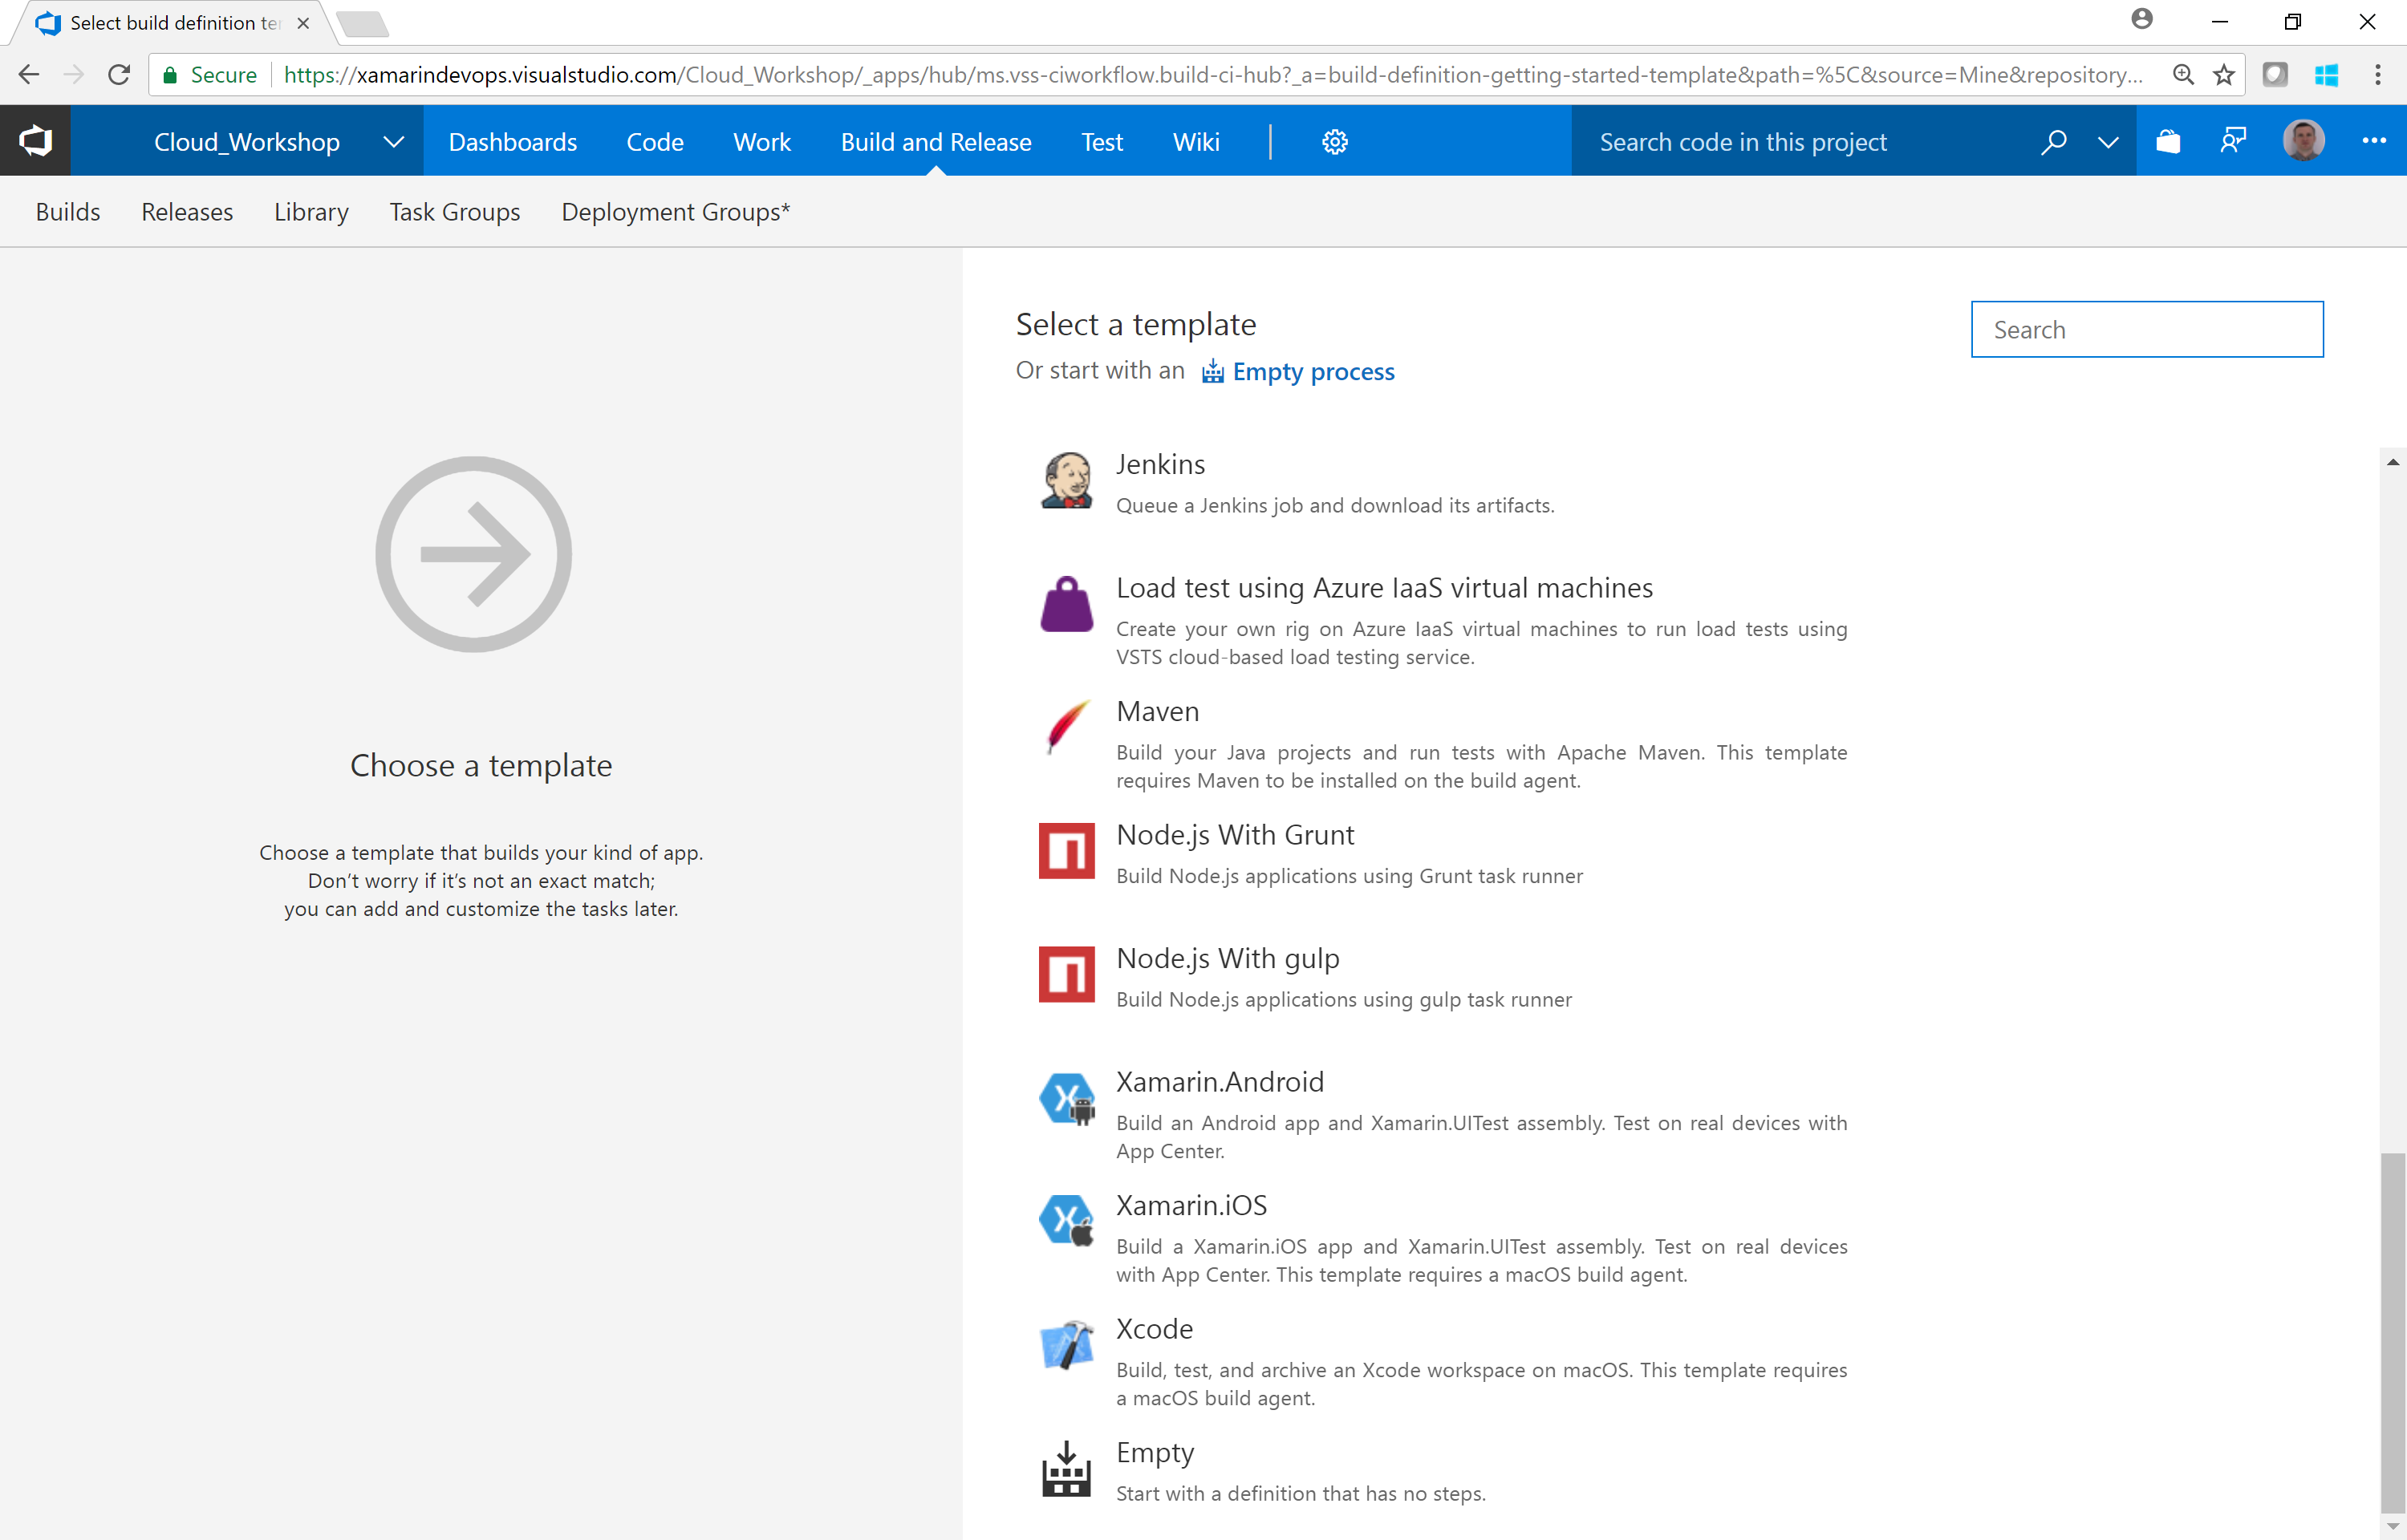 Select build definition te
Secure https://xamarindevops.visualstudio.com/Cloud_Workshop/_apps/hub/ms.vss-ciworkflow.build-ci-hub?_a=build-definition-getting-started-template&path=%5C&source=Mine&repository...
Cloud_Workshop Dashboards Code Work Build and Release Test Wiki Search code in this project
Builds Releases Library Task Groups Deployment Groups*
Choose a template
Choose a template that builds your kind of app.
Don't worry if it's not an exact match;
you can add and customize the tasks later.
Select a template
Search
Or start with an Empty process
Jenkins
Queue a Jenkins job and download its artifacts.
Load test using Azure IaaS virtual machines
Create your own rig on Azure IaaS virtual machines to run load tests using
VSTS cloud-based load testing service.
Maven
Build your Java projects and run tests with Apache Maven. This template
requires Maven to be installed on the build agent.
Node.js With Grunt
Build Node.js applications using Grunt task runner
Node.js With gulp
Build Node.js applications using gulp task runner
Xamarin.Android
Build an Android app and Xamarin.UITest assembly. Test on real devices with
App Center.
Xamarin.iOS
Build a Xamarin.iOS app and Xamarin.UITest assembly. Test on real devices
with App Center. This template requires a macOS build agent.
Xcode
Build, test, and archive an Xcode workspace on macOS. This template requires
a macOS build agent.
Empty
Start with a definition that has no steps.